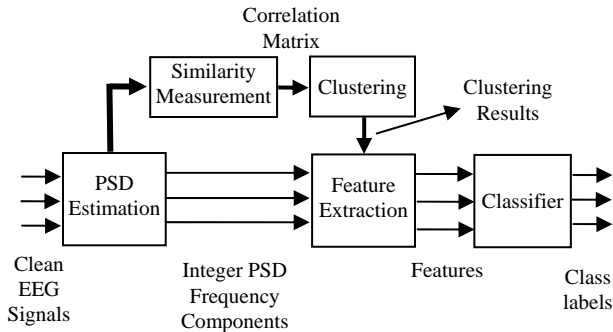 Correlation
Matrix
Similarity
Measurement
Clustering
Clustering
Results
PSD
Estimation
Feature
Extraction
Classifier
Clean
EEG
Signals
Integer PSD
Frequency
Components
Features
Class
labels